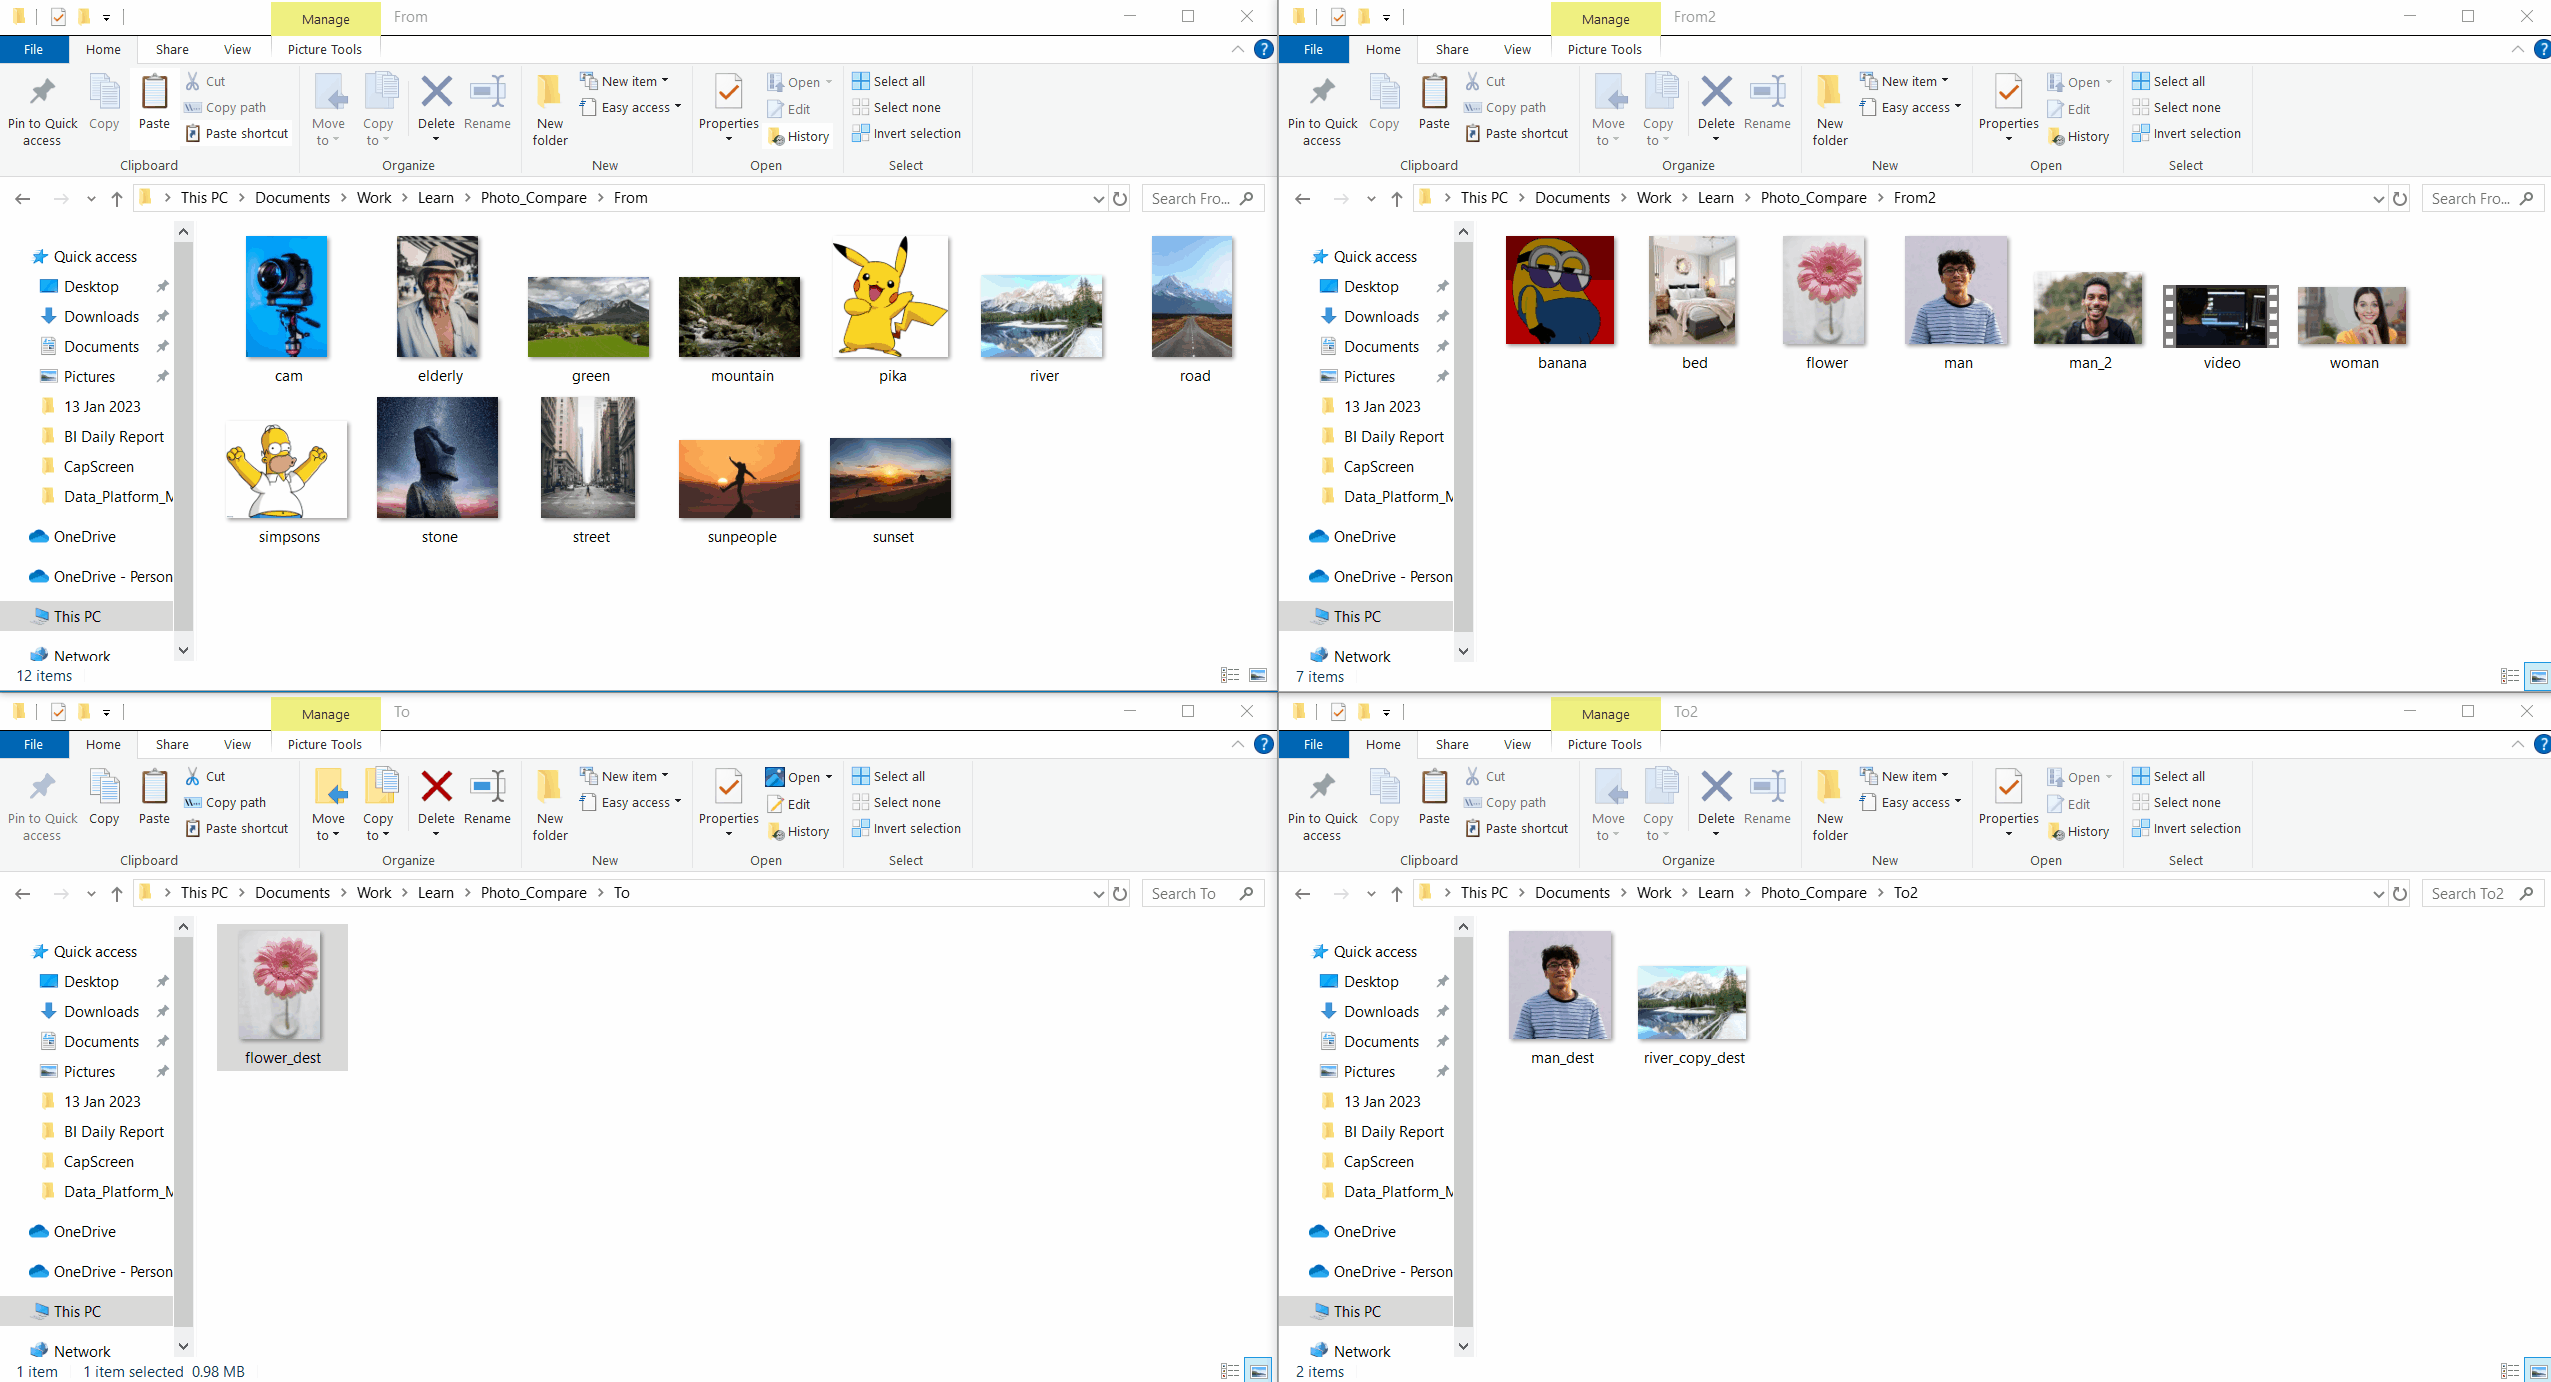 Manage From
File Home Share View Picture Tools
Pin to Quick access Copy Paste Cut Copy path Paste shortcut Move to Copy to Delete Rename New folder New item Easy access Properties Open Edit History Select all Select none Invert selection
Clipboard Organize New Open Select
This PC Documents Work Learn Photo_Compare From Search Fro...
Quick access
Desktop
Downloads
Documents
Pictures
13 Jan 2023
BI Daily Report
CapScreen
Data_Platform_M
OneDrive
OneDrive - Person
This PC
Network
cam elderly green mountain pika river road
simpsons stone street sunpeople sunset
12 items
Manage From2
File Home Share View Picture Tools
Pin to Quick access Copy Paste Cut Copy path Paste shortcut Move to Copy to Delete Rename New folder New item Easy access Properties Open Edit History Select all Select none Invert selection
Clipboard Organize New Open Select
This PC Documents Work Learn Photo_Compare From2 Search Fro...
Quick access
Desktop
Downloads
Documents
Pictures
13 Jan 2023
BI Daily Report
CapScreen
Data_Platform_M
OneDrive
OneDrive - Person
This PC
Network
banana bed flower man man_2 video woman
7 items
Manage To
File Home Share View Picture Tools
Pin to Quick access Copy Paste Cut Copy path Paste shortcut Move to Copy to Delete Rename New folder New item Easy access Properties Open Edit History Select all Select none Invert selection
Clipboard Organize New Open Select
This PC Documents Work Learn Photo_Compare To Search To
Quick access
Desktop
Downloads
Documents
Pictures
13 Jan 2023
BI Daily Report
CapScreen
Data_Platform_M
OneDrive
OneDrive - Person
This PC
Network
flower_dest
1 item 1 item selected 0.98 MB
Manage To2
File Home Share View Picture Tools
Pin to Quick access Copy Paste Cut Copy path Paste shortcut Move to Copy to Delete Rename New folder New item Easy access Properties Open Edit History Select all Select none Invert selection
Clipboard Organize New Open Select
This PC Documents Work Learn Photo_Compare To2 Search To2
Quick access
Desktop
Downloads
Documents
Pictures
13 Jan 2023
BI Daily Report
CapScreen
Data_Platform_M
OneDrive
OneDrive - Person
This PC
Network
man_dest river_copy_dest
2 items